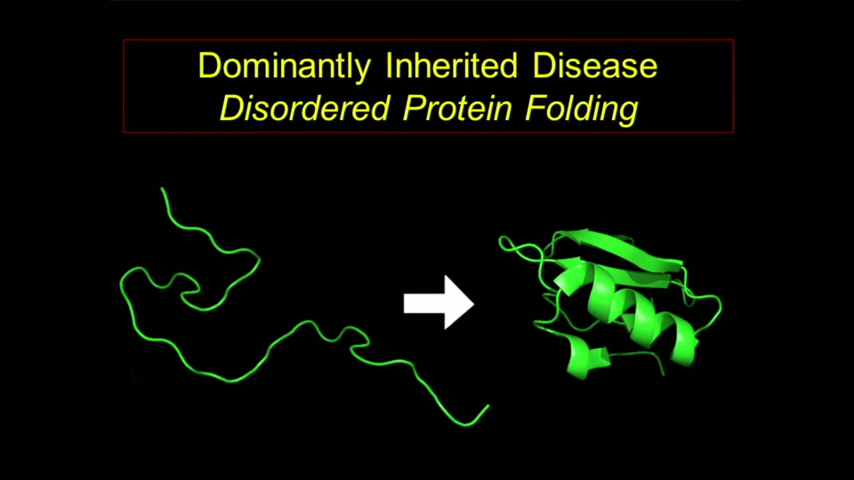 Dominantly Inherited Disease
Disordered Protein Folding